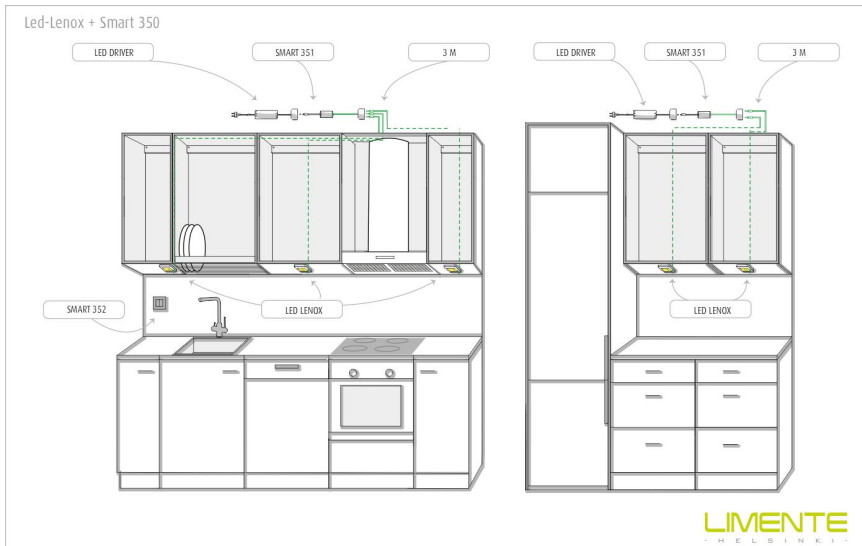 Led-Lenox + Smart 350
LED DRIVER
SMART 351
3 M
LED DRIVER
SMART 351
3 M
SMART 352
LED LENOX
LED LENOX
LIMENTE
· HELSINKI ·